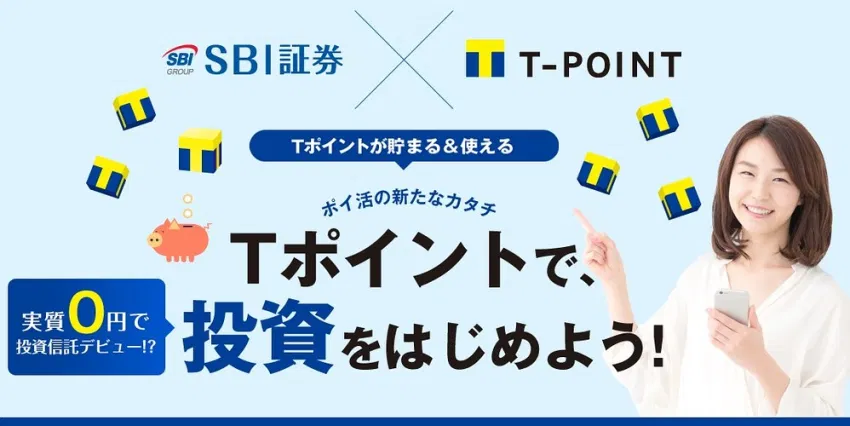 SBI
GROUP
SBI証券
T-POINT
T
T
T
T
T
T
Tポイントが貯まる&使える
ポイ活の新たなカタチ
Tポイントで、
実質0円で
投資信託デビュー!?
投資をはじめよう!